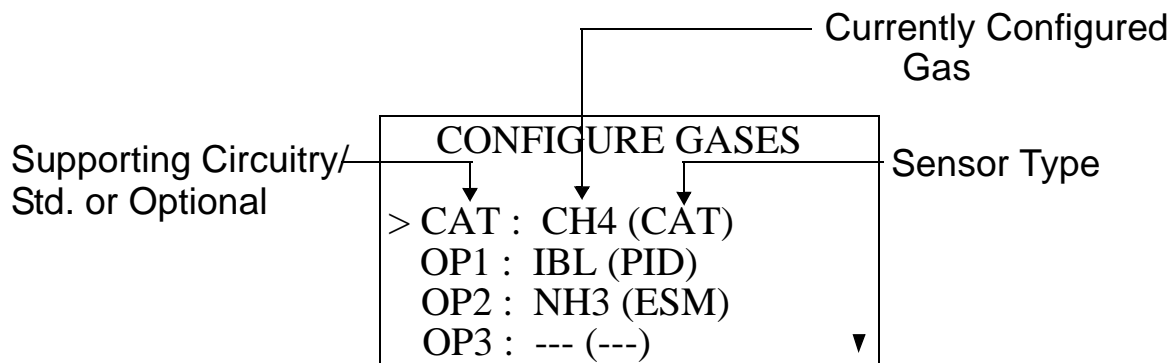 Currently Configured
Gas
CONFIGURE GASES
Supporting Circuitry/
Std. or Optional
Sensor Type
> CAT : CH4 (CAT)
OP1 : IBL (PID)
OP2 : NH3 (ESM)
OP3 : --- (---)